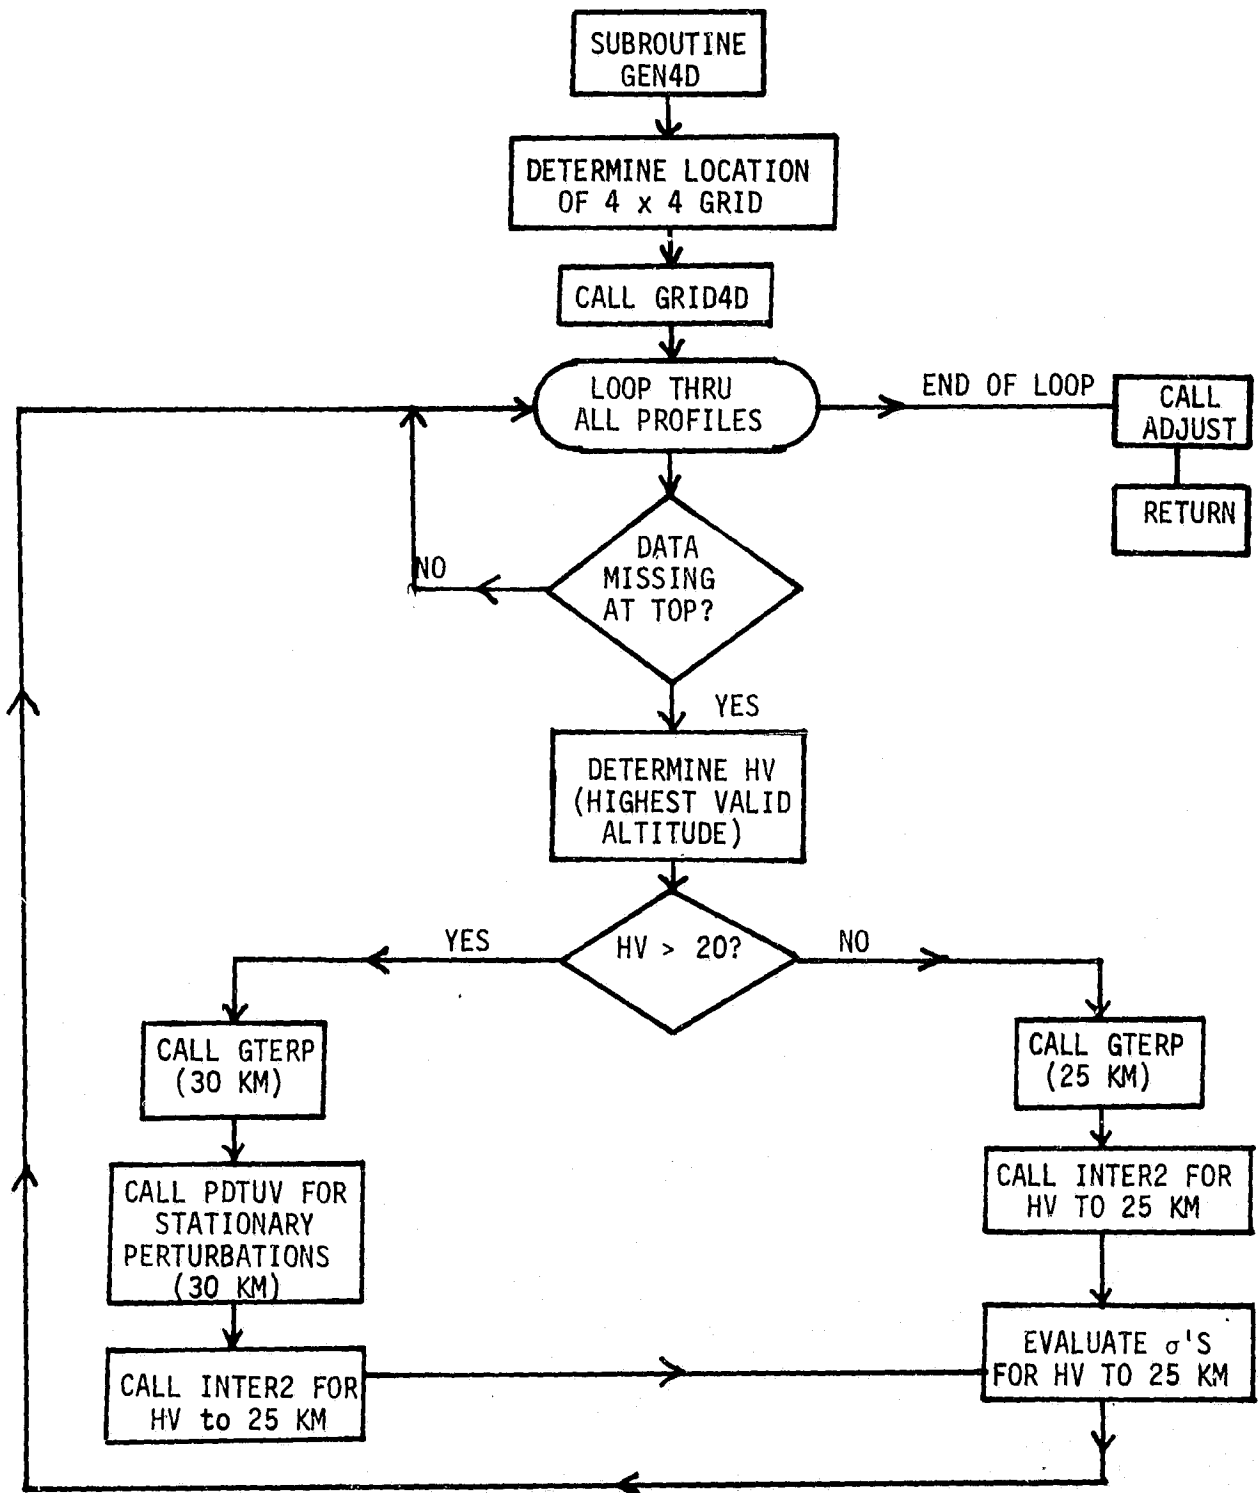 SUBROUTINE
GEN4D
DETERMINE LOCATION
OF 4 x 4 GRID
CALL GRID4D
LOOP THRU
ALL PROFILES
END OF LOOP
CALL
ADJUST
RETURN
DATA
MISSING
AT TOP?
NO
YES
DETERMINE HV
(HIGHEST VALID
ALTITUDE)
HV > 20?
YES
NO
CALL GTERP
(30 KM)
CALL PDTUV FOR
STATIONARY
PERTURBATIONS
(30 KM)
CALL INTER2 FOR
HV to 25 KM
CALL GTERP
(25 KM)
CALL INTER2 FOR
HV TO 25 KM
EVALUATE σ'S
FOR HV TO 25 KM